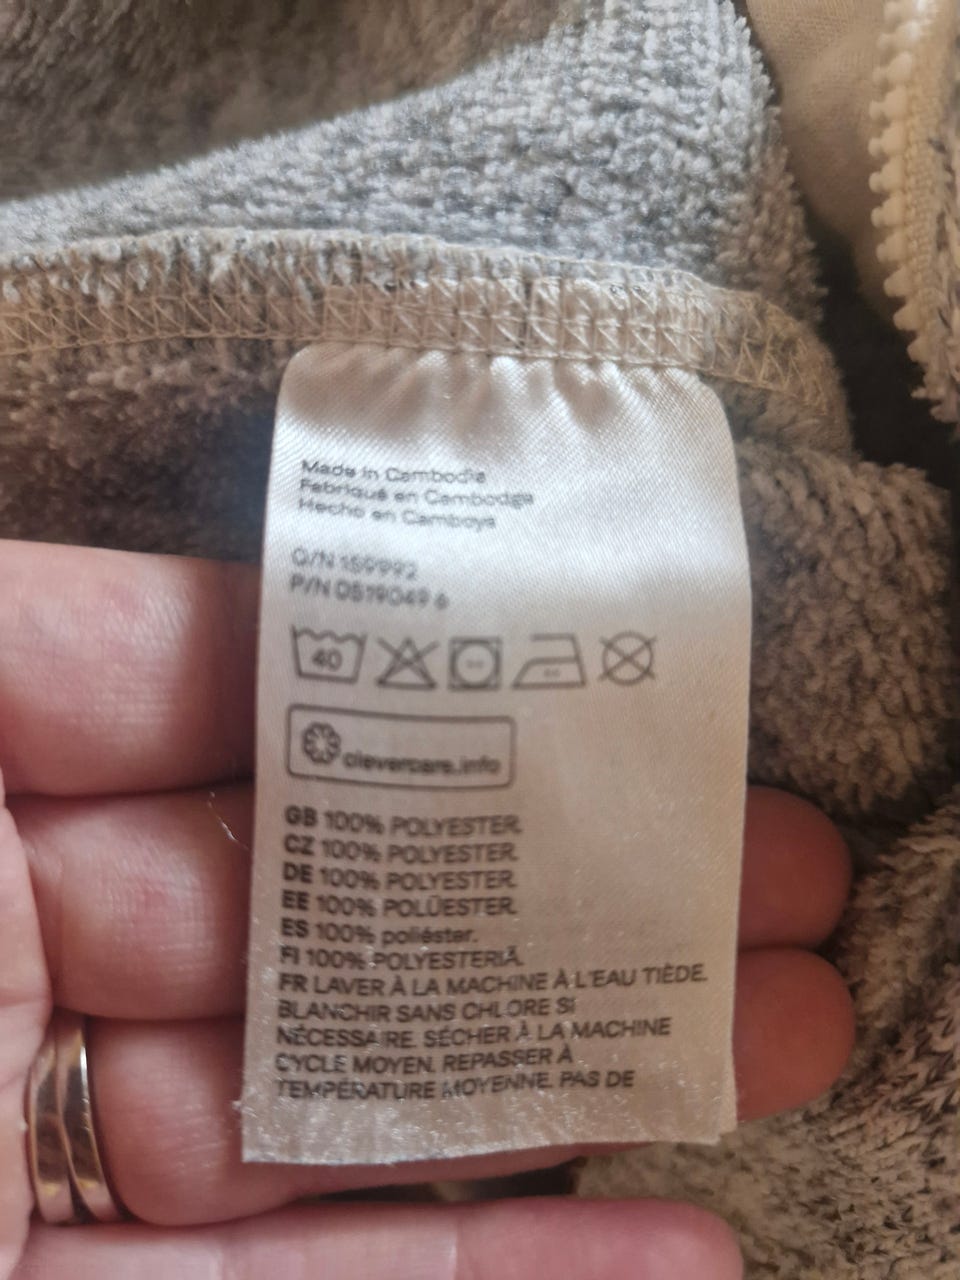 Made in Cambodia
Fabriqué en Cambodge
Hecho en Camboya
O/N 159992
P/N DS19049 6
40
clevercare.info
GB 100% POLYESTER.
CZ 100% POLYESTER.
DE 100% POLYESTER.
EE 100% POLÜESTER.
ES 100% poliéster.
FI 100% POLYESTERIÄ.
FR LAVER À LA MACHINE À L'EAU TIÈDE.
BLANCHIR SANS CHLORE SI
NÉCESSAIRE. SÉCHER À LA MACHINE
CYCLE MOYEN. REPASSER À
TEMPÉRATURE MOYENNE. PAS DE